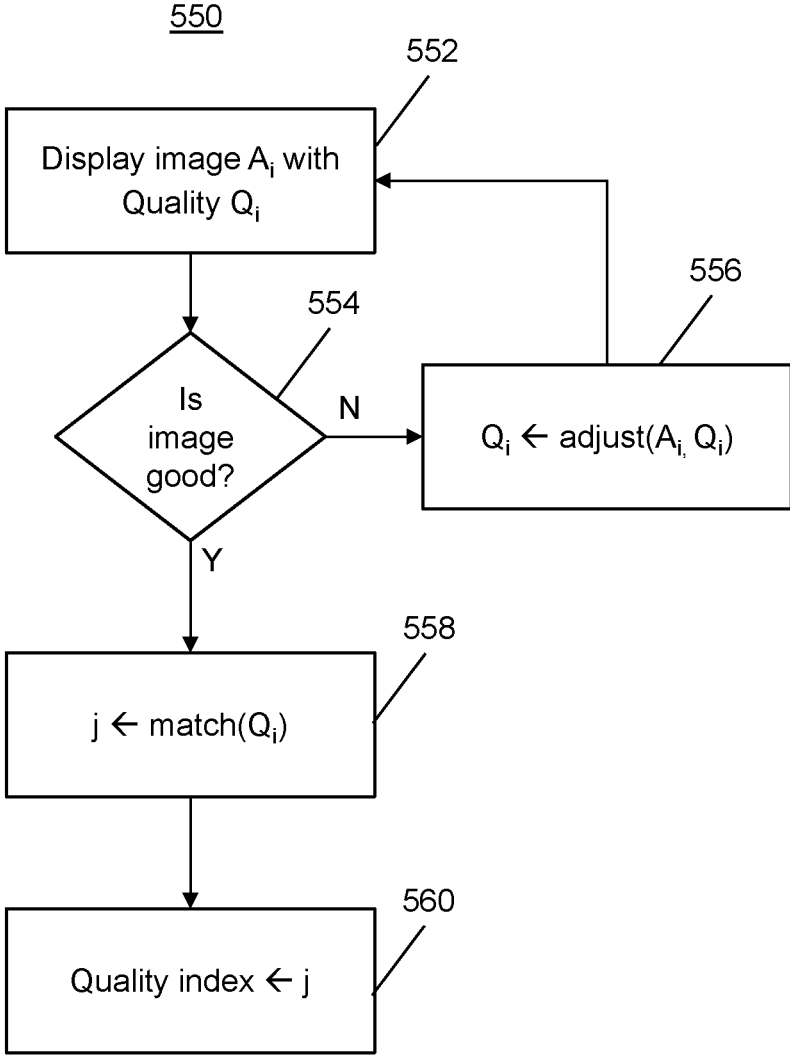 550
552
Display image Aᵢ with
Quality Qᵢ
554
556
Is
image
good?
N
Qᵢ ← adjust(Aᵢ, Qᵢ)
Y
558
j ← match(Qᵢ)
560
Quality index ← j